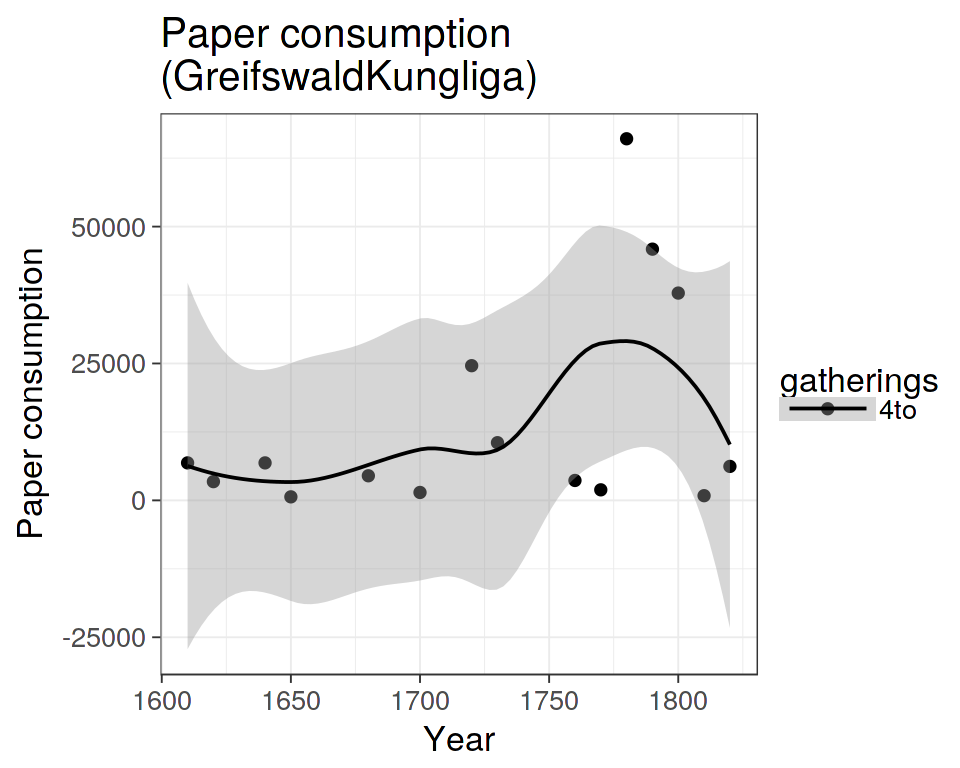 Paper consumption
(GreifswaldKungliga)
Paper consumption
50000
25000
0
-25000
1600 1650 1700 1750 1800
Year
gatherings
4to